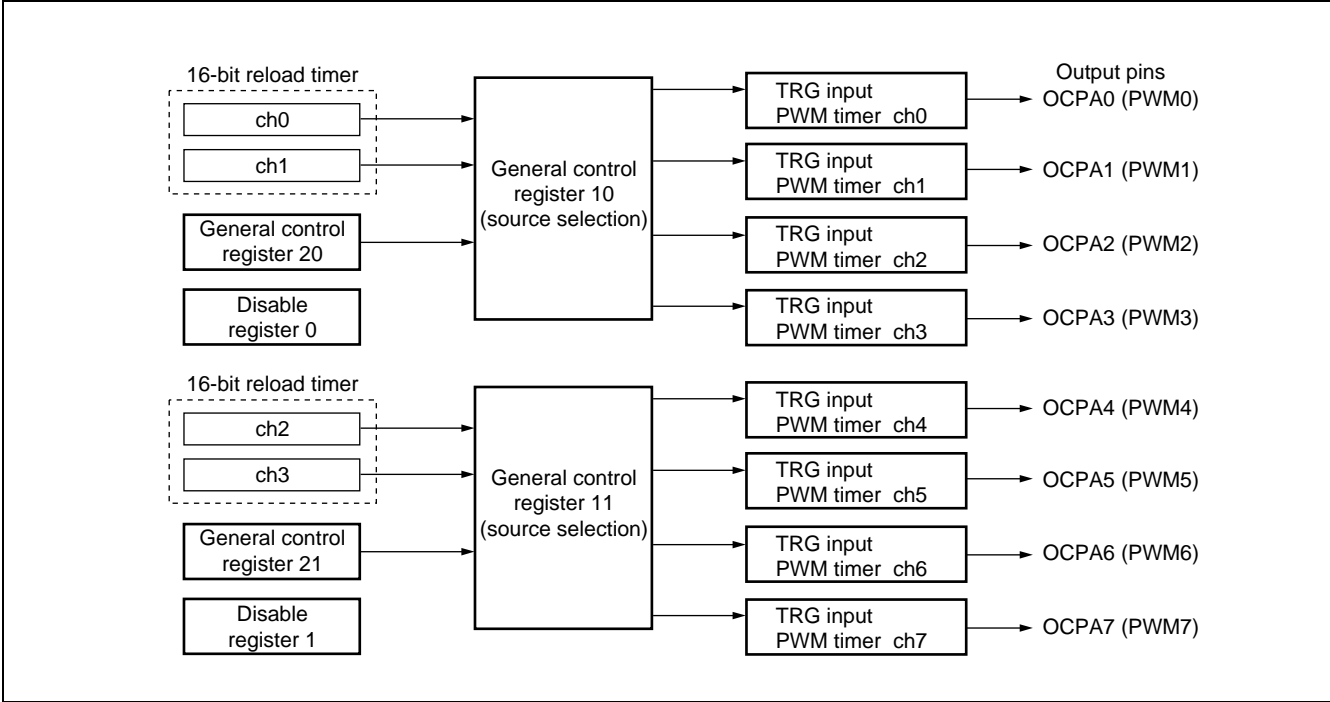 16-bit reload timer
ch0
ch1
General control
register 20
Disable
register 0
General control
register 10
(source selection)
TRG input
PWM timer ch0
TRG input
PWM timer ch1
TRG input
PWM timer ch2
TRG input
PWM timer ch3
Output pins
OCPA0 (PWM0)
OCPA1 (PWM1)
OCPA2 (PWM2)
OCPA3 (PWM3)
16-bit reload timer
ch2
ch3
General control
register 21
Disable
register 1
General control
register 11
(source selection)
TRG input
PWM timer ch4
TRG input
PWM timer ch5
TRG input
PWM timer ch6
TRG input
PWM timer ch7
OCPA4 (PWM4)
OCPA5 (PWM5)
OCPA6 (PWM6)
OCPA7 (PWM7)